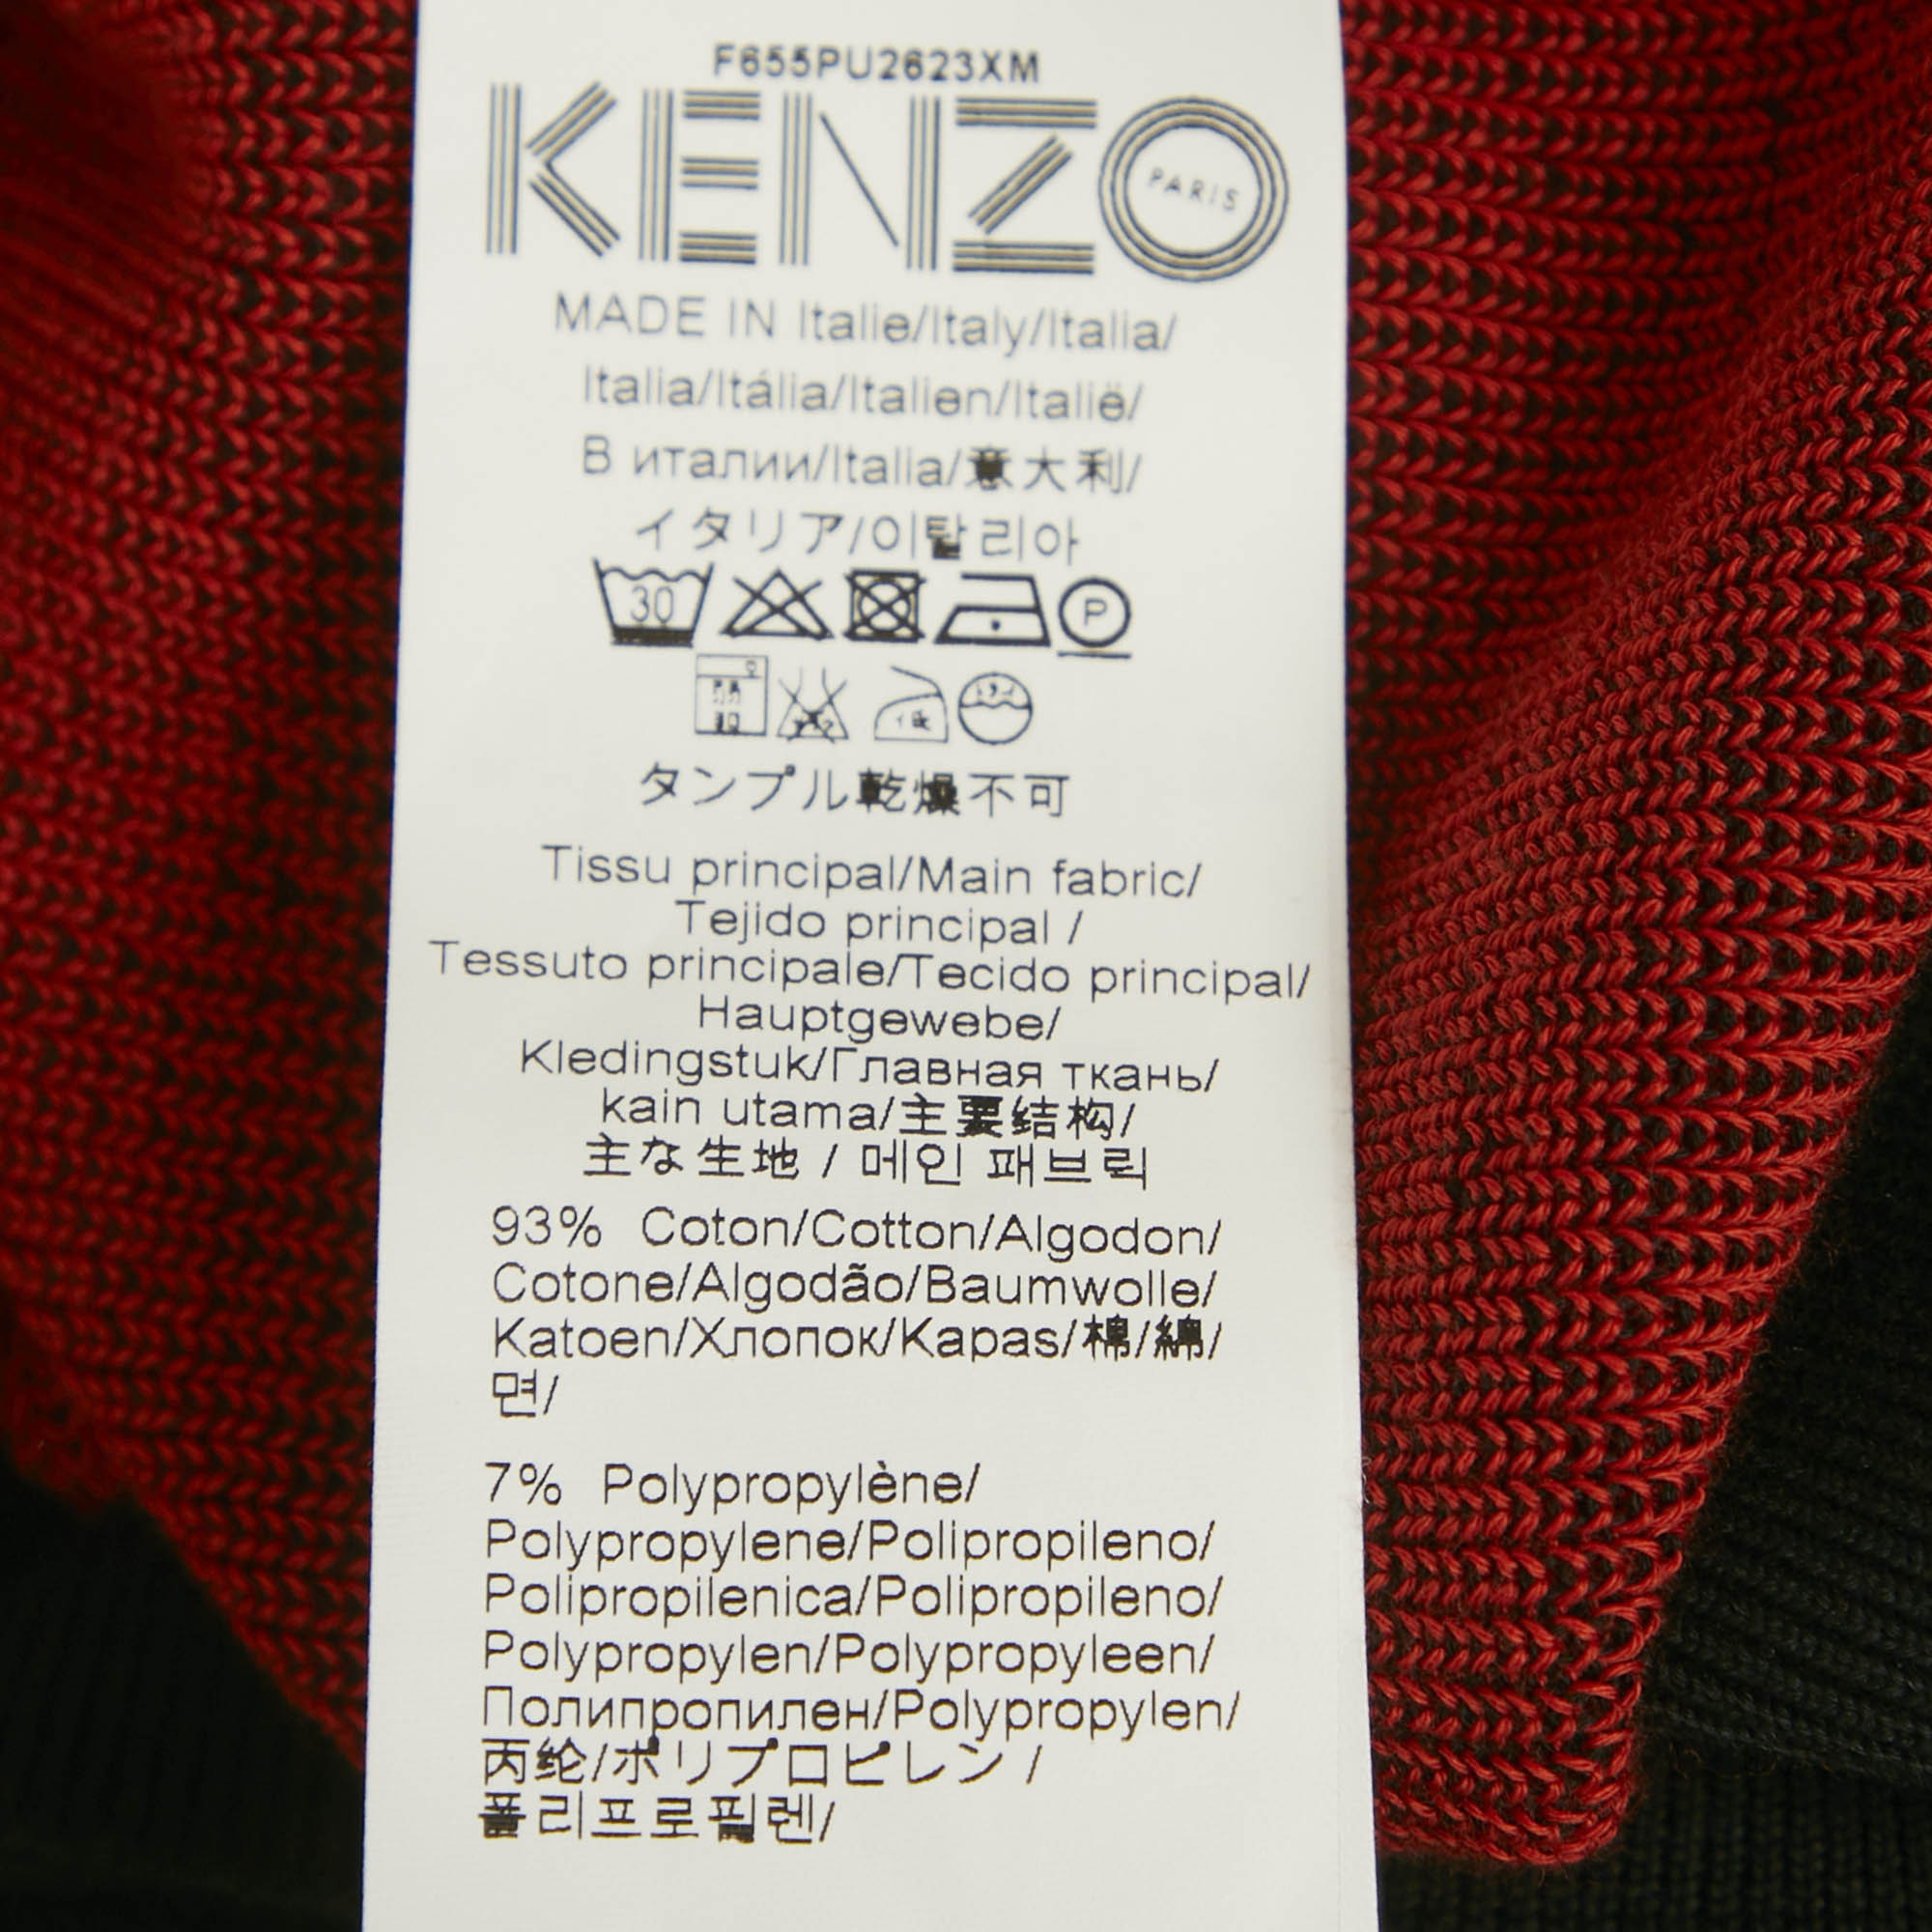 F655PU2623XM
KENZO PARIS
MADE IN Italie/Italy/Italia/
Italia/Itália/Italien/Italië/
В италии/Italia/意大利/
イタリア/이탈리아
30 P
タンブル乾燥不可
Tissu principal/Main fabric/
Tejido principal /
Tessuto principale/Tecido principal/
Hauptgewebe/
Kledingstuk/Главная ткань/
kain utama/主要结构/
主な生地 / 메인 패브릭
93% Coton/Cotton/Algodon/
Cotone/Algodão/Baumwolle/
Katoen/Хлопок/Kapas/棉/綿/
면/
7% Polypropylène/
Polypropylene/Polipropileno/
Polipropilenica/Polipropileno/
Polypropylen/Polypropyleen/
Полипропилен/Polypropylen/
丙纶/ポリプロピレン /
폴리프로필렌/